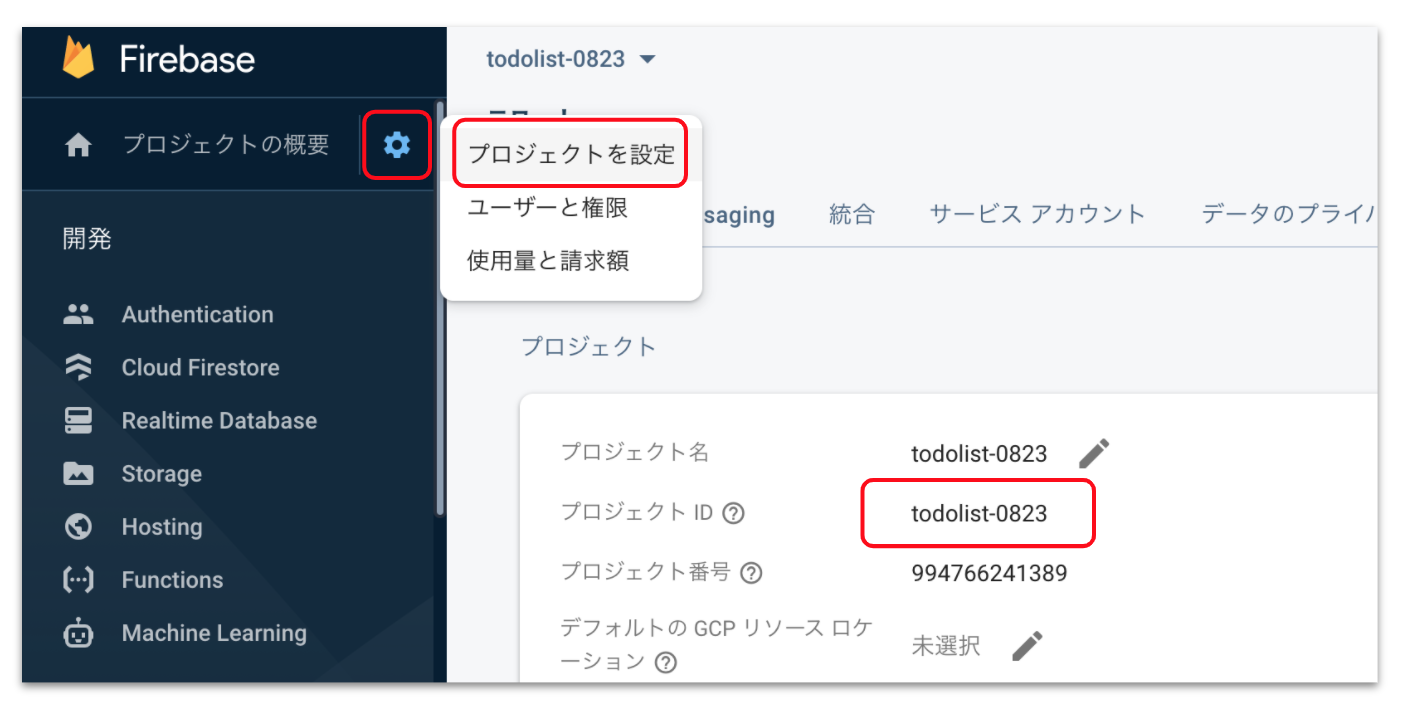 Firebase
プロジェクトの概要
開発
Authentication
Cloud Firestore
Realtime Database
Storage
Hosting
Functions
Machine Learning
todolist-0823
プロジェクトを設定
ユーザーと権限
使用量と請求額
saging
統合
サービス アカウント
データのプライ
プロジェクト
プロジェクト名
todolist-0823
プロジェクト ID
todolist-0823
プロジェクト番号
994766241389
デフォルトの GCP リソース ロケ
ーション
未選択